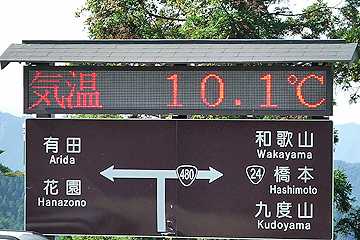 気温 10.1℃
有田
Arida
花園
Hanazono
480
和歌山
Wakayama
24 橋本
Hashimoto
九度山
Kudoyama